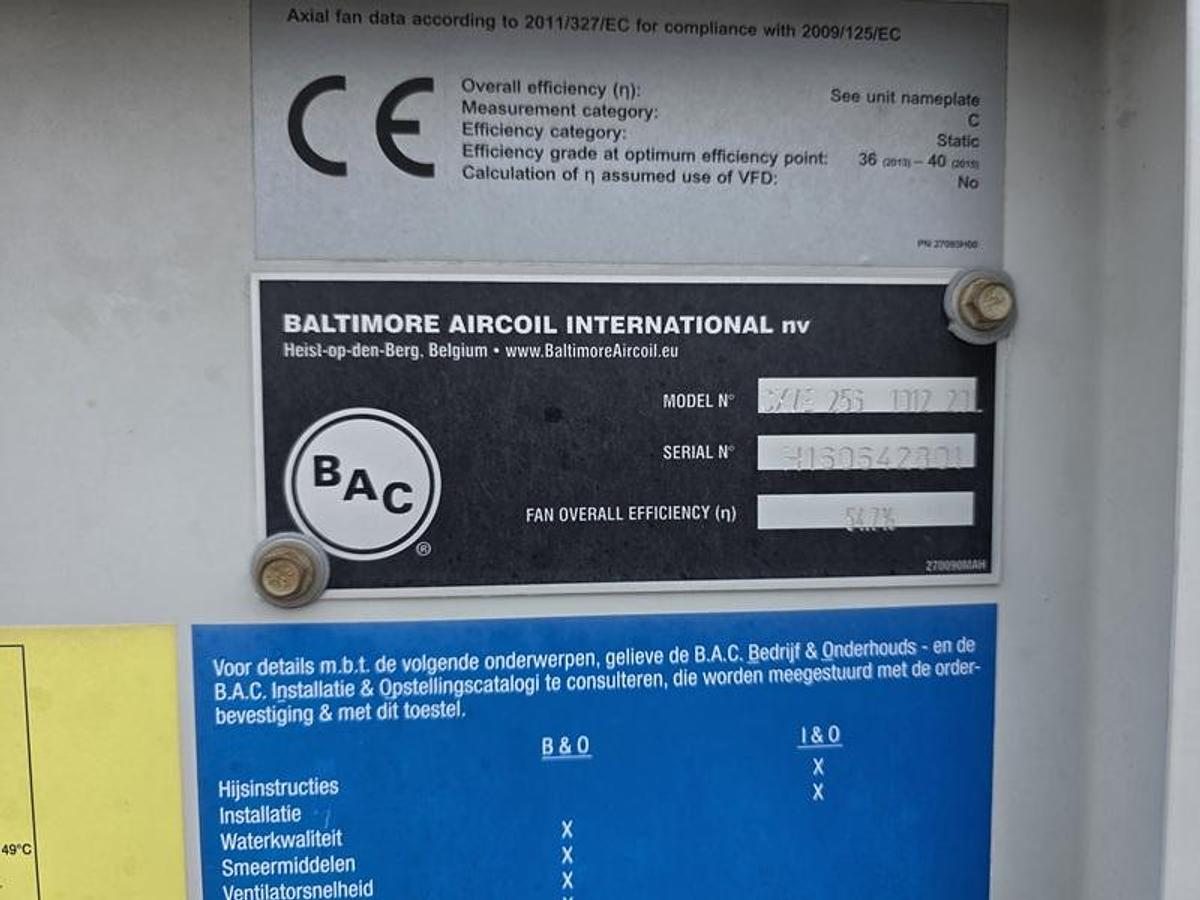 Axial fan data according to 2011/327/EC for compliance with 2009/125/EC
CE
Overall efficiency (η): See unit nameplate
Measurement category: C
Efficiency category: Static
Efficiency grade at optimum efficiency point: 36 (2013) – 40 (2015)
Calculation of η assumed use of VFD: No
BALTIMORE AIRCOIL INTERNATIONAL nv
Heist-op-den-Berg, Belgium • www.BaltimoreAircoil.eu
MODEL N°
SERIAL N°
FAN OVERALL EFFICIENCY (η) 54.7%
BAC ®
270090MAH
Voor details m.b.t. de volgende onderwerpen, gelieve de B.A.C. Bedrijf & Onderhouds - en de
B.A.C. Installatie & Opstellingscatalogi te consulteren, die worden meegestuurd met de order-
bevestiging & met dit toestel.
B & O I & O
Hijsinstructies X
Installatie X
Waterkwaliteit X
Smeermiddelen X
Ventilatorsnelheid X
49°C